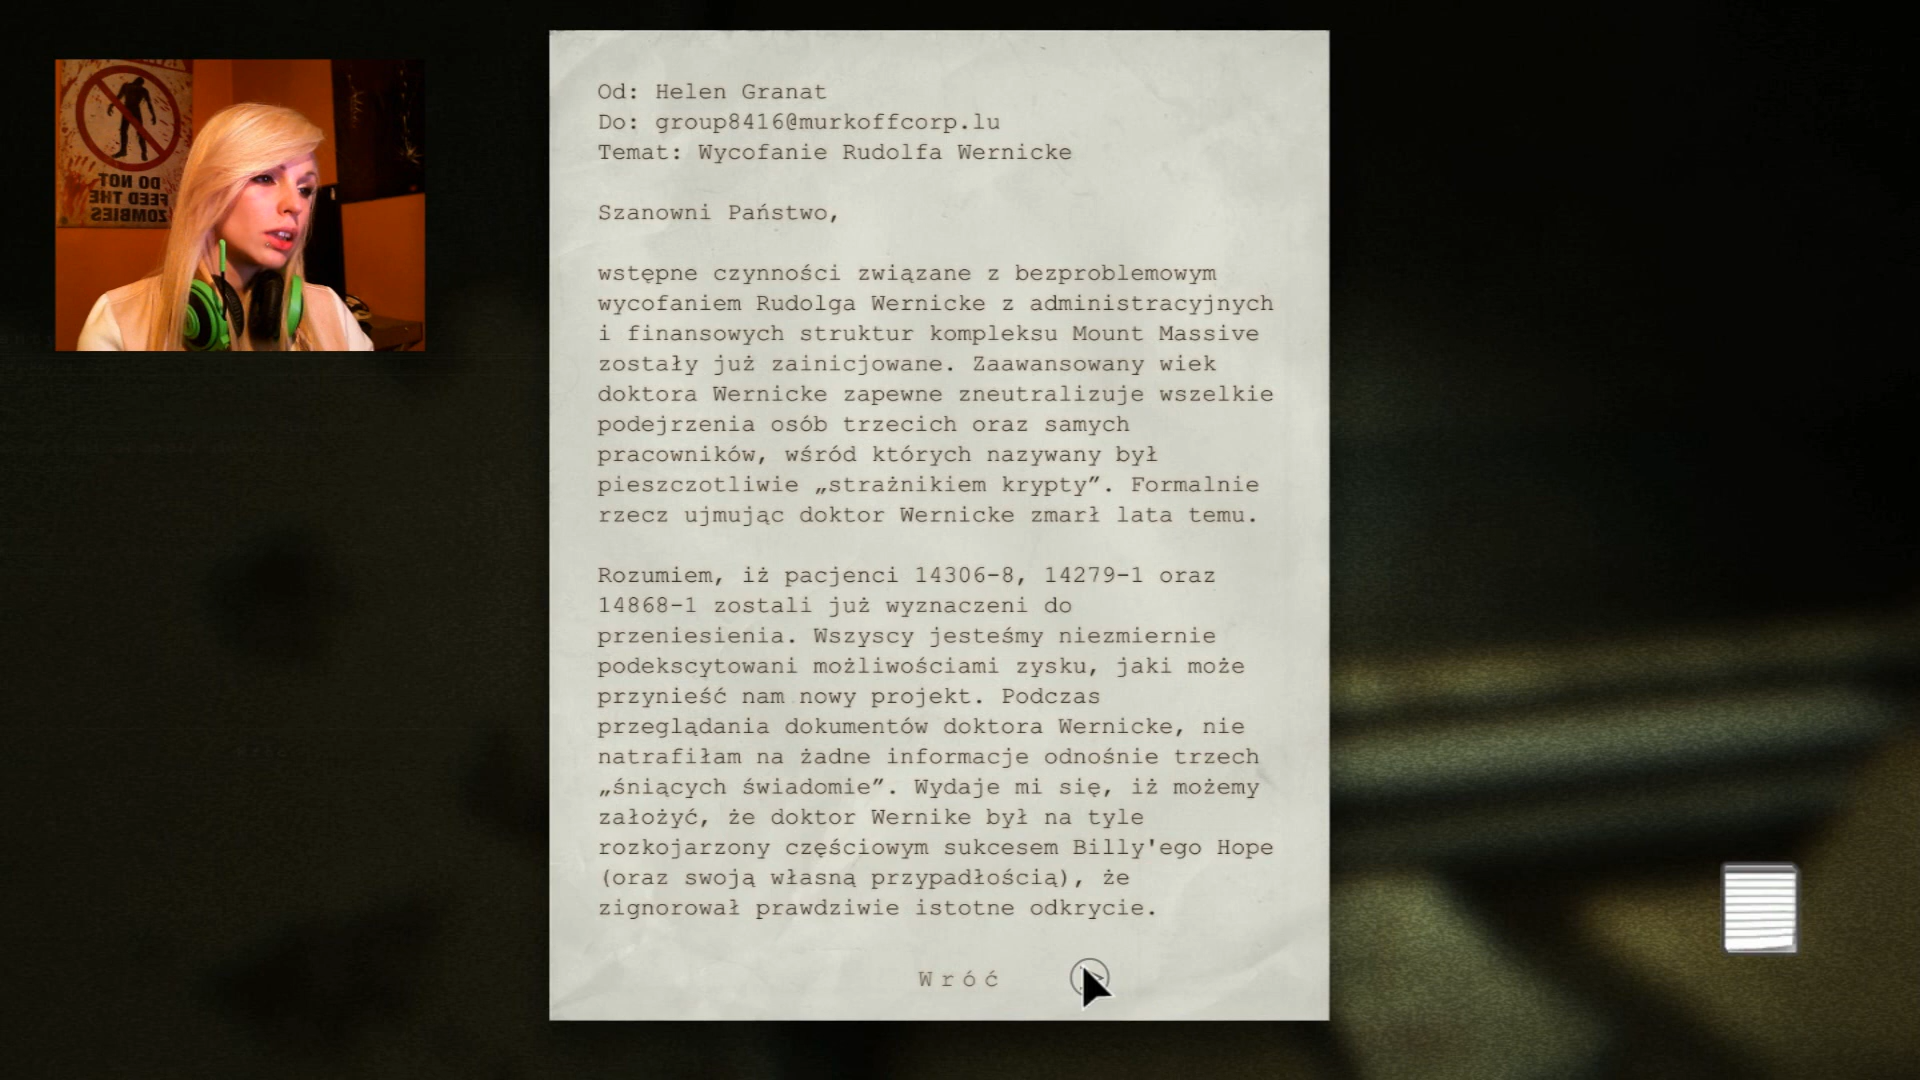 DO NOT
FEED THE
ZOMBIES
Od: Helen Granat
Do: group8416@murkoffcorp.lu
Temat: Wycofanie Rudolfa Wernicke
Szanowni Państwo,
wstępne czynności związane z bezproblemowym
wycofaniem Rudolga Wernicke z administracyjnych
i finansowych struktur kompleksu Mount Massive
zostały już zainicjowane. Zaawansowany wiek
doktora Wernicke zapewne zneutralizuje wszelkie
podejrzenia osób trzecich oraz samych
pracowników, wśród których nazywany był
pieszczotliwie „strażnikiem krypty”. Formalnie
rzecz ujmując doktor Wernicke zmarł lata temu.
Rozumiem, iż pacjenci 14306-8, 14279-1 oraz
14868-1 zostali już wyznaczeni do
przeniesienia. Wszyscy jesteśmy niezmiernie
podekscytowani możliwościami zysku, jaki może
przynieść nam nowy projekt. Podczas
przeglądania dokumentów doktora Wernicke, nie
natrafiłam na żadne informacje odnośnie trzech
„śniących świadomie”. Wydaje mi się, iż możemy
założyć, że doktor Wernike był na tyle
rozkojarzony częściowym sukcesem Billy'ego Hope
(oraz swoją własną przypadłością), że
zignorował prawdziwie istotne odkrycie.
Wróć